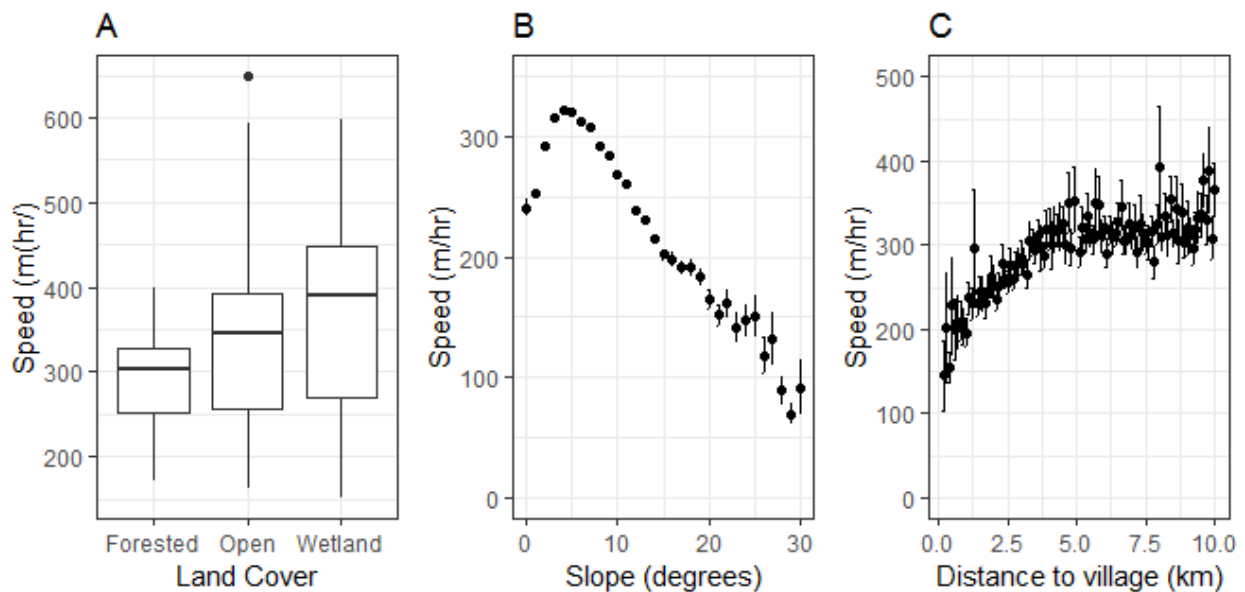 A
Speed (m(hr/)
600
500
400
300
200
Forested Open Wetland
Land Cover
B
Speed (m/hr)
300
200
100
0
0 10 20 30
Slope (degrees)
C
Speed (m/hr)
500
400
300
200
100
0
0.0 2.5 5.0 7.5 10.0
Distance to village (km)